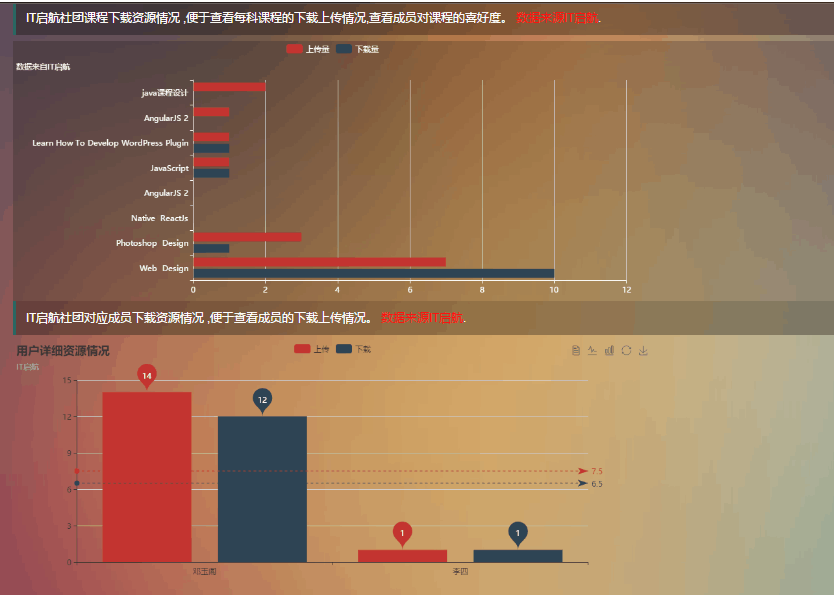 IT启航社团课程下载资源情况 ,便于查看每科课程的下载上传情况,查看成员对课程的喜好度。 数据来源IT启航.
上传量 下载量
数据来自IT启航
java课程设计
AngularJS 2
Learn How To Develop WordPress Plugin
JavaScript
AngularJS 2
Native ReactJs
Photoshop Design
Web Design
0 2 4 6 8 10 12
IT启航社团对应成员下载资源情况 ,便于查看成员的下载上传情况。 数据来源IT启航.
用户详细资源情况
上传 下载
IT启航
15
14
12
12
9
7.5
6.5
6
3
1
1
0
邓玉阁 李四